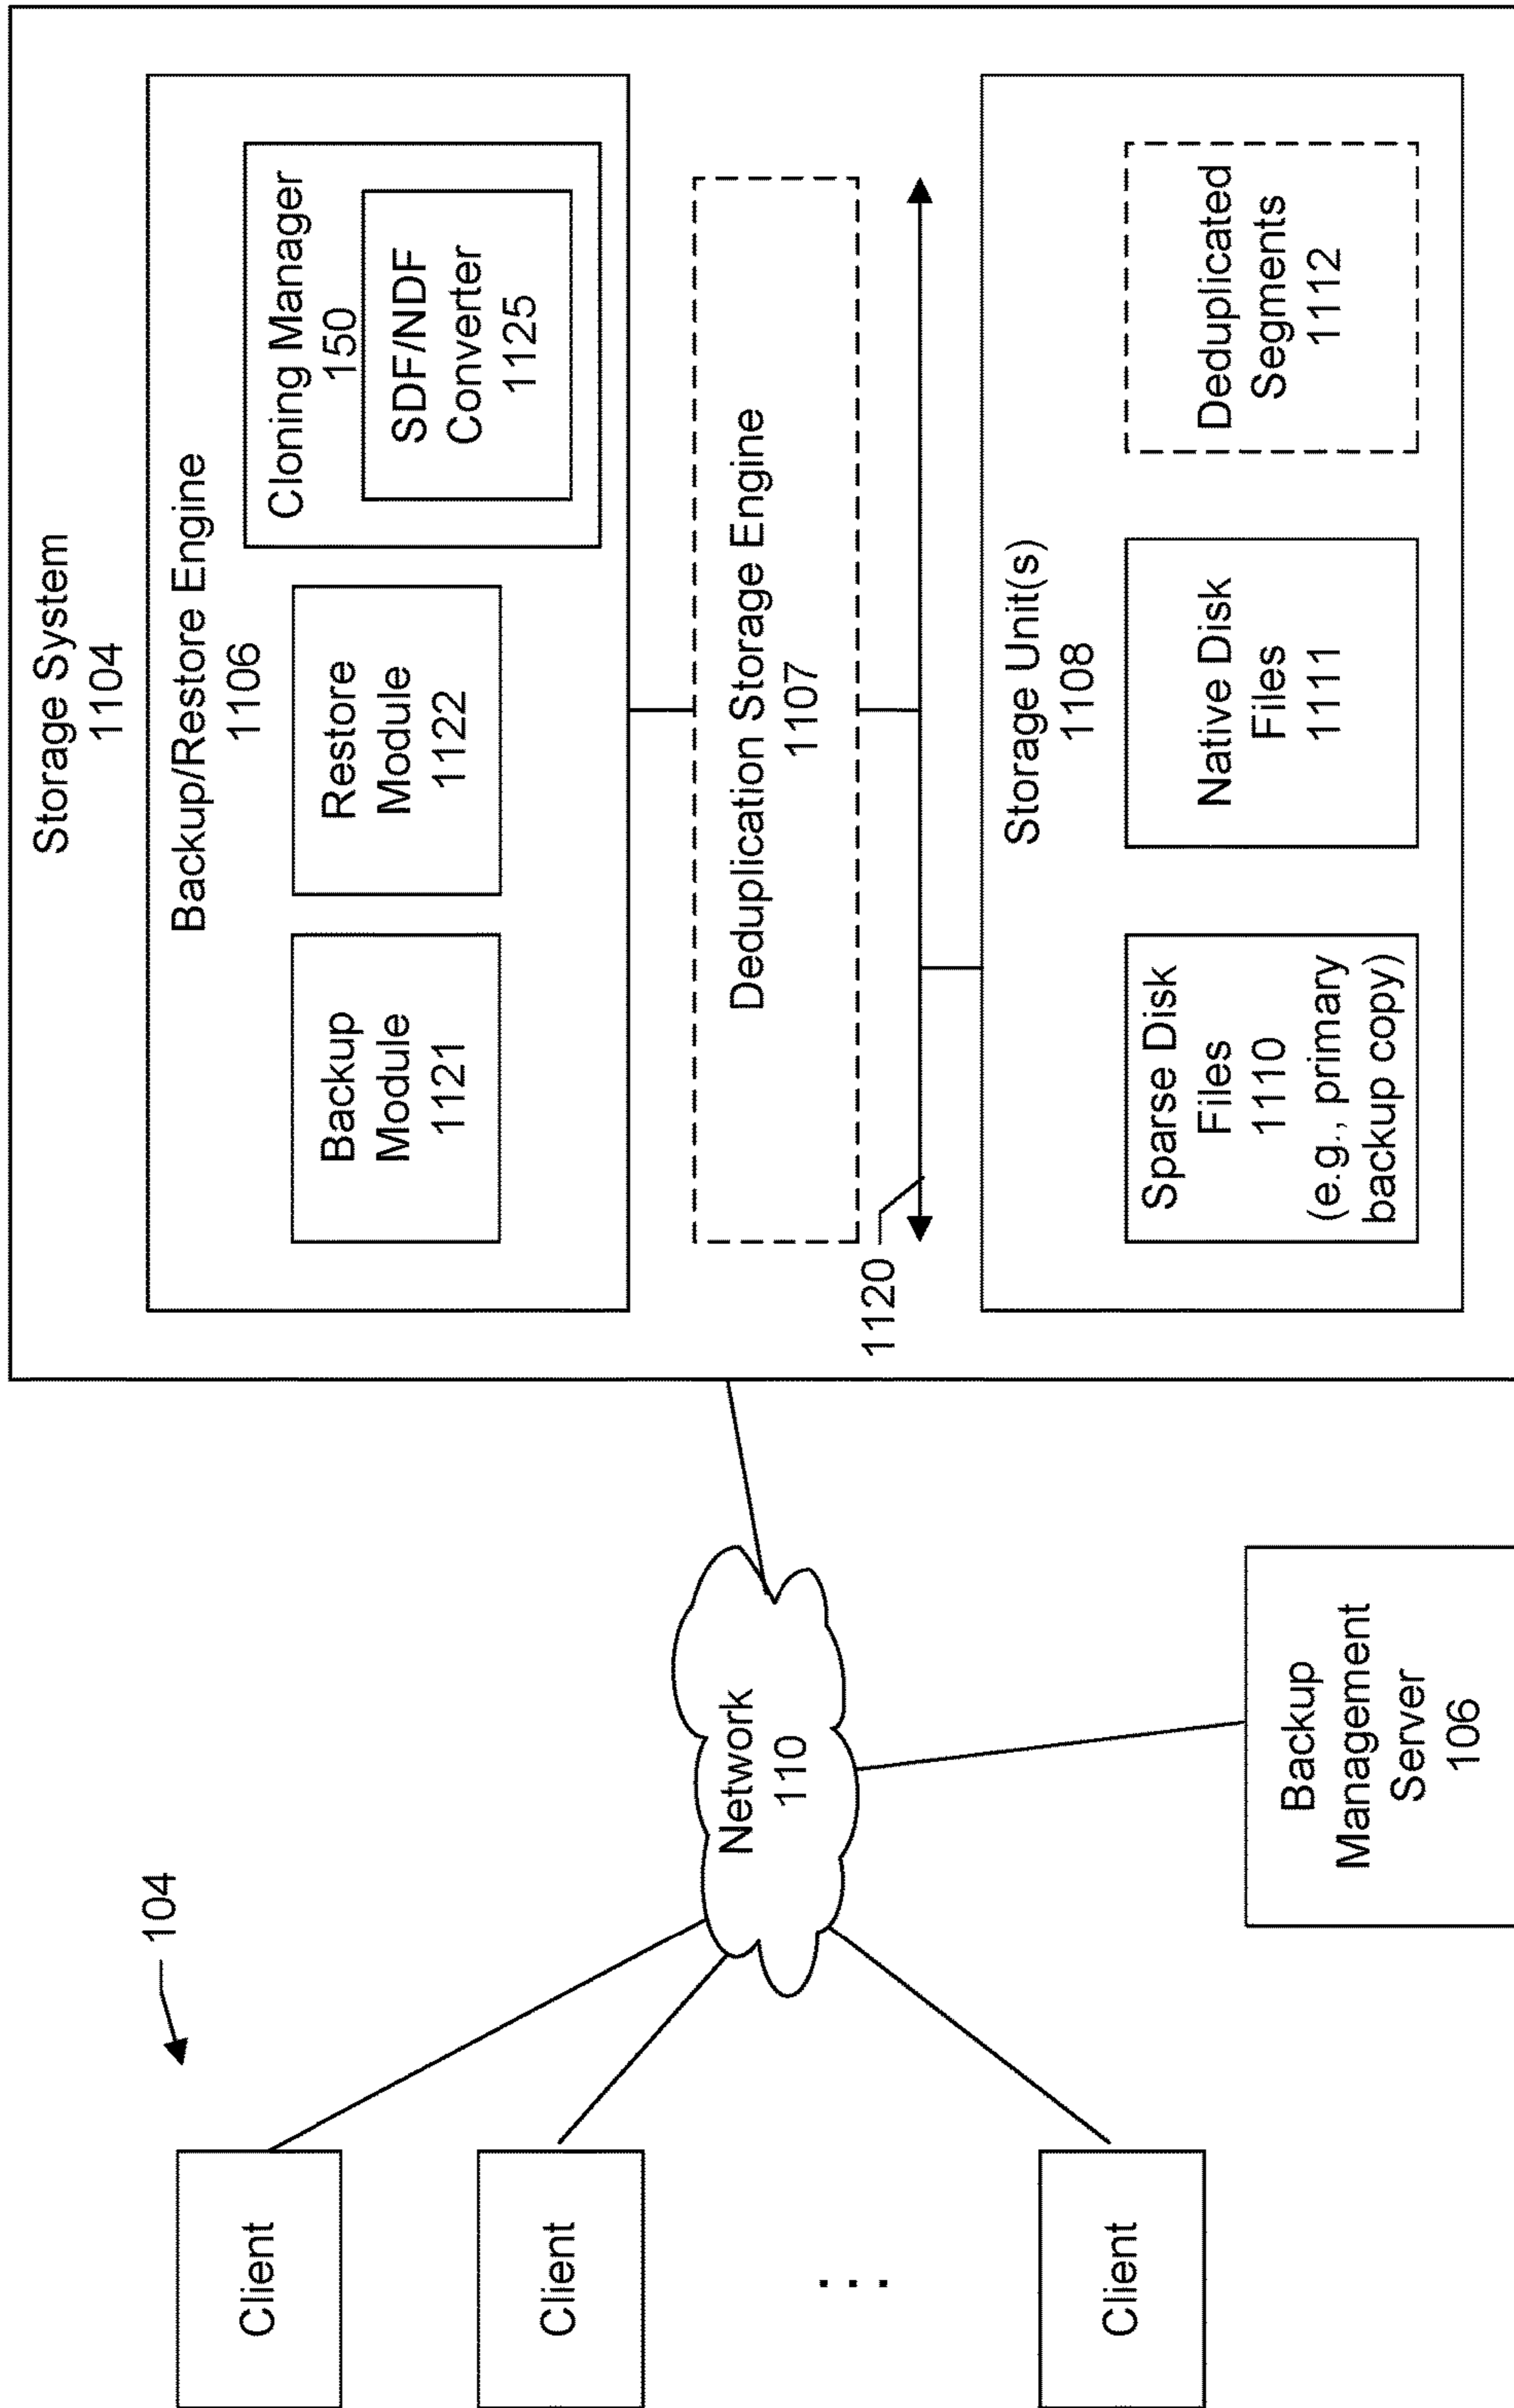 104
Client
Client
...
Client
Network
110
Backup
Management
Server
106
Storage System
1104
Backup/Restore Engine
1106
Backup
Module
1121
Restore
Module
1122
Cloning Manager
150
SDF/NDF
Converter
1125
Deduplication Storage Engine
1107
1120
Storage Unit(s)
1108
Sparse Disk
Files
1110
(e.g., primary
backup copy)
Native Disk
Files
1111
Deduplicated
Segments
1112